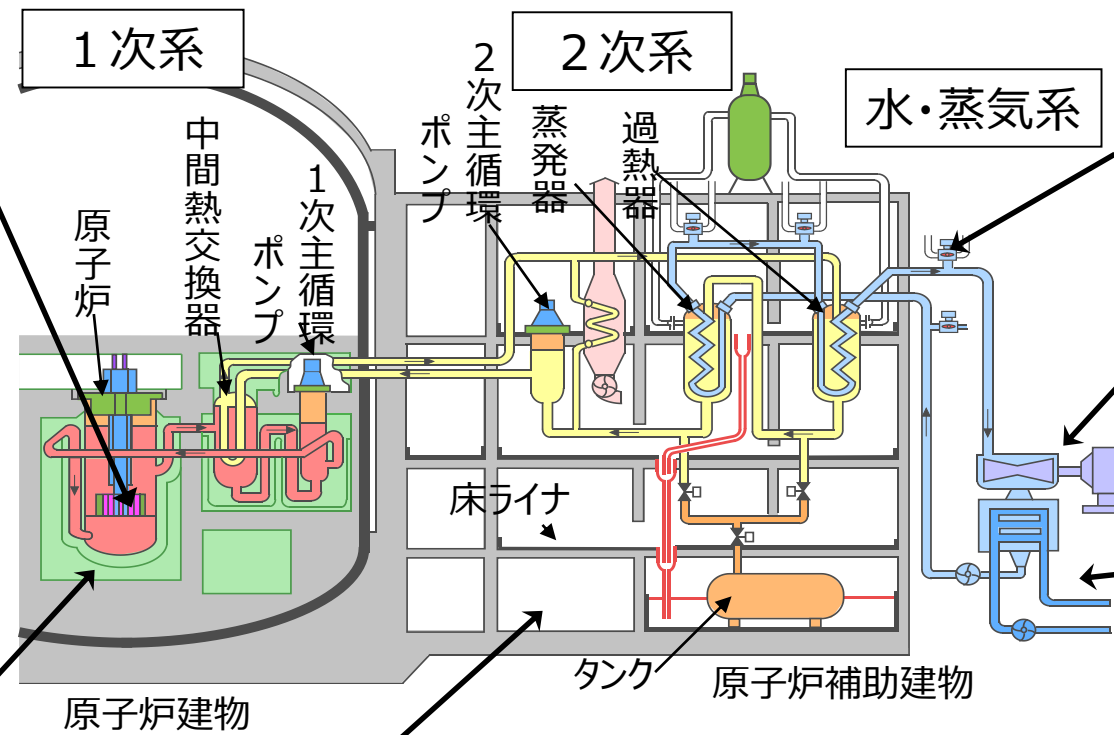 １次系
２次系
水・蒸気系
原子炉
中間熱交換器
１次主循環
ポンプ
２次主循環
ポンプ
蒸発器
過熱器
床ライナ
タンク
原子炉建物
原子炉補助建物